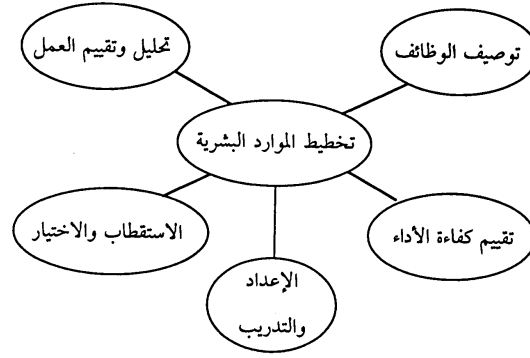 توصيف الوظائف
تحليل وتقييم العمل
تخطيط الموارد البشرية
تقييم كفاءة الأداء
الاستقطاب والاختيار
الإعداد
والتدريب